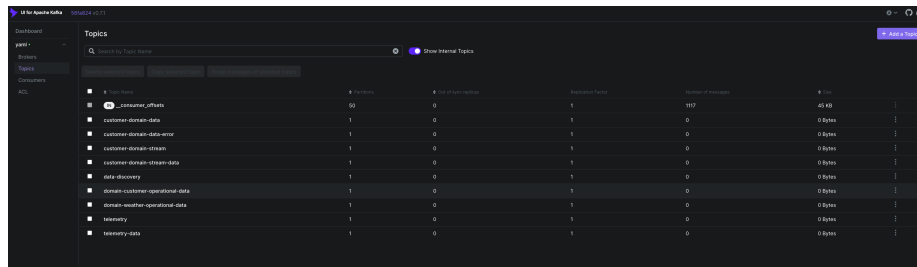 UI for Apache Kafka 56fa824 v0.7.1
Dashboard
yaml
Brokers
Topics
Consumers
ACL
Topics
+ Add a Topic
Search by Topic Name
Show Internal Topics
Topic Name Partitions Out of sync replicas Replication Factor Number of messages Size
IN __consumer_offsets 50 0 1 1117 45 KB
customer-domain-data 1 0 1 0 0 Bytes
customer-domain-data-error 1 0 1 0 0 Bytes
customer-domain-stream 1 0 1 0 0 Bytes
customer-domain-stream-data 1 0 1 0 0 Bytes
data-discovery 1 0 1 0 0 Bytes
domain-customer-operational-data 1 0 1 0 0 Bytes
domain-weather-operational-data 1 0 1 0 0 Bytes
telemetry 1 0 1 0 0 Bytes
telemetry-data 1 0 1 0 0 Bytes